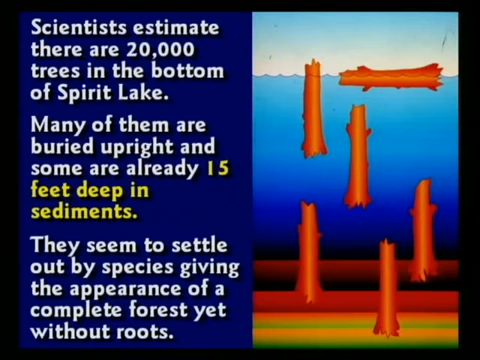 Scientists estimate
there are 20,000
trees in the bottom
of Spirit Lake.
Many of them are
buried upright and
some are already 15
feet deep in
sediments.
They seem to settle
out by species giving
the appearance of a
complete forest yet
without roots.